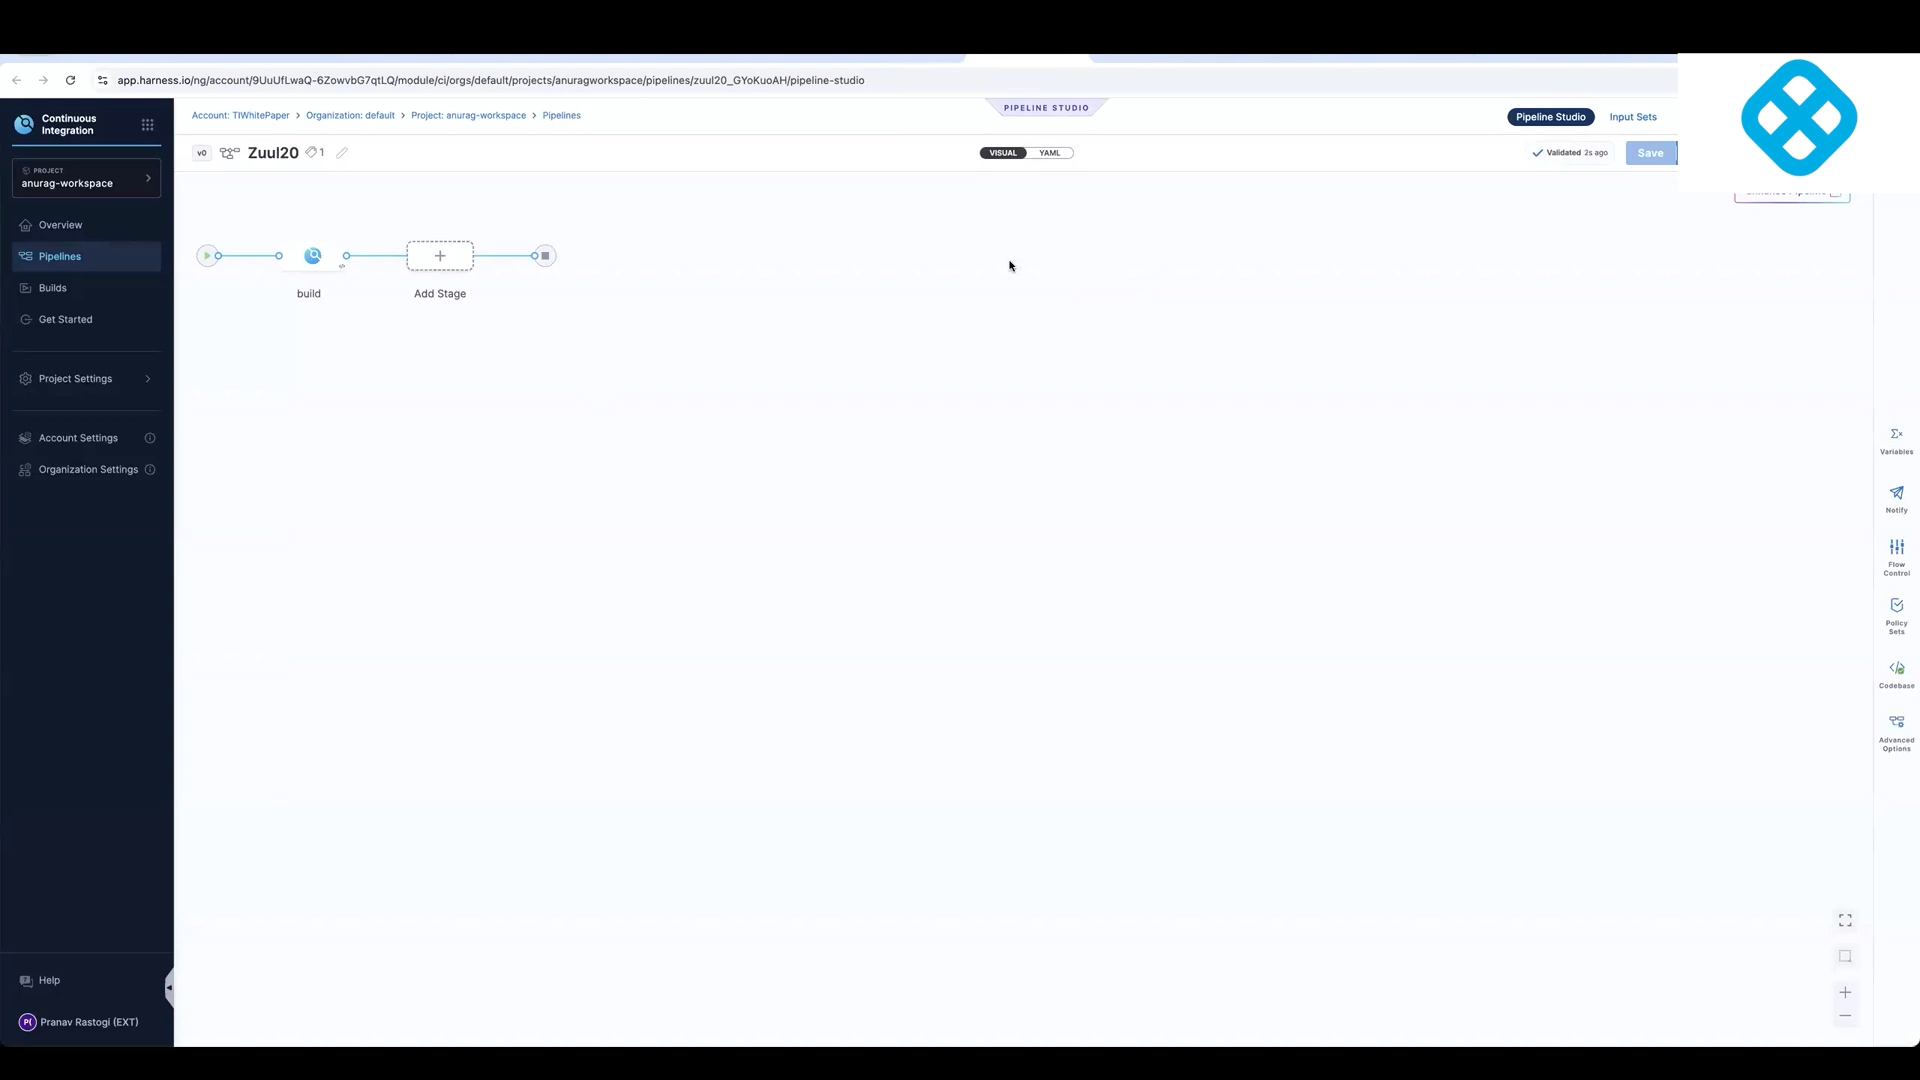 app.harness.io/ng/account/9UuUfLwaQ-6ZowvbG7qtLQ/module/ci/orgs/default/projects/anuragworkspace/pipelines/zuul20_GYoKuoAH/pipeline-studio
Continuous
Integration
Account: TIWhitePaper > Organization: default > Project: anurag-workspace > Pipelines
PIPELINE STUDIO
Pipeline Studio
Input Sets
v0
Zuul20
1
VISUAL
YAML
Validated 2s ago
Save
PROJECT
anurag-workspace
Overview
Pipelines
Builds
Get Started
Project Settings
Account Settings
Organization Settings
build
Add Stage
Variables
Notify
Flow
Control
Policy
Sets
Codebase
Advanced
Options
Help
P(
Pranav Rastogi (EXT)